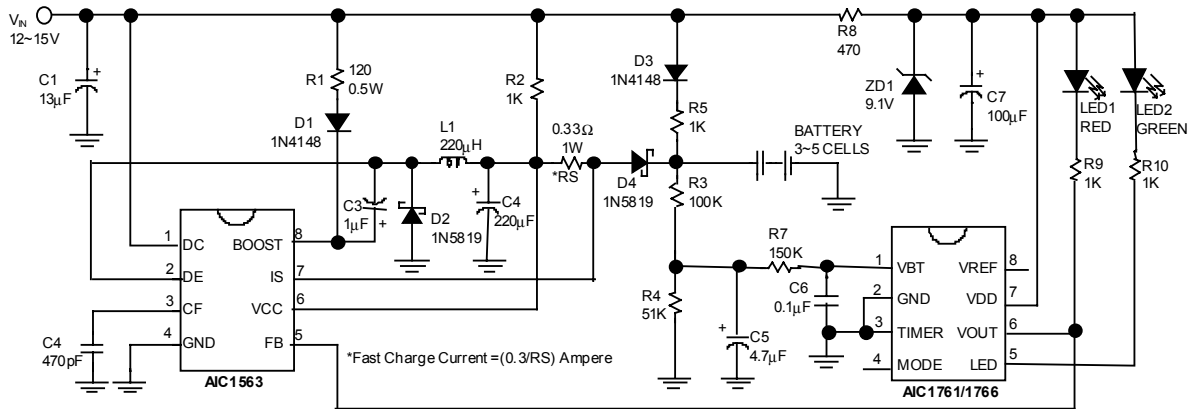 VIN
12~15V
C1
13μF
R1
120
0.5W
D1
1N4148
L1
220μH
R2
1K
0.33Ω
1W
*RS
D3
1N4148
R5
1K
D4
1N5819
BATTERY
3~5 CELLS
R8
470
ZD1
9.1V
C7
100μF
LED1
RED
LED2
GREEN
R9
1K
R10
1K
C3
1μF
D2
1N5819
C4
220μF
R3
100K
R7
150K
R4
51K
C5
4.7μF
C6
0.1μF
C4
470pF
1
DC
2
DE
3
CF
4
GND
8
BOOST
7
IS
6
VCC
5
FB
AIC1563
*Fast Charge Current =(0.3/RS) Ampere
1
VBT
2
GND
3
TIMER
4
MODE
8
VREF
7
VDD
6
VOUT
5
LED
AIC1761/1766